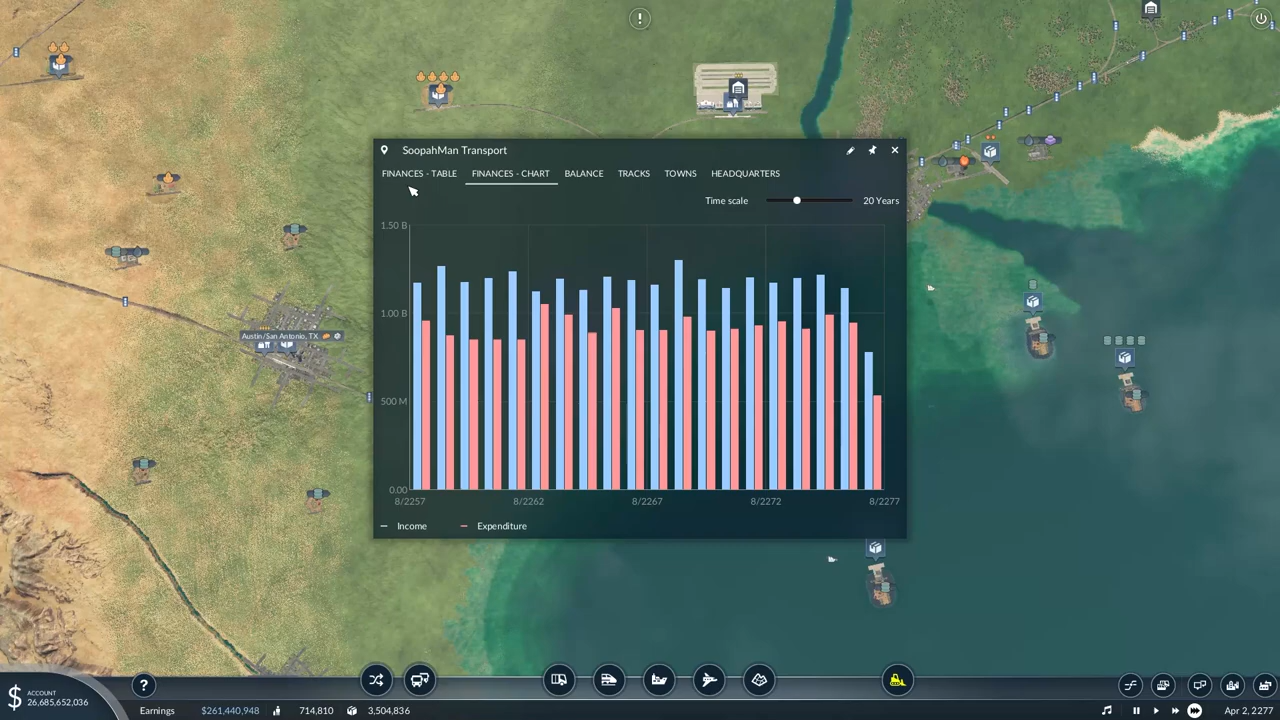 SoopahMan Transport
FINANCES - TABLE FINANCES - CHART BALANCE TRACKS TOWNS HEADQUARTERS
Time scale 20 Years
1.50 B
1.00 B
500 M
0.00
8/2257 8/2262 8/2267 8/2272 8/2277
Income Expenditure
Austin/San Antonio, TX
ACCOUNT
26,685,652,036
Earnings $261,440,948 714,810 3,504,836 Apr 2, 2277